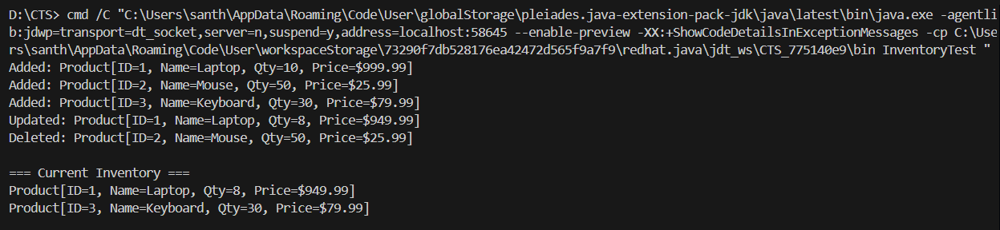 D:\CTS> cmd /C "C:\Users\santh\AppData\Roaming\Code\User\globalStorage\pleiades.java-extension-pack-jdk\java\latest\bin\java.exe -agentli
b:jdwp=transport=dt_socket,server=n,suspend=y,address=localhost:58645 --enable-preview -XX:+ShowCodeDetailsInExceptionMessages -cp C:\Use
rs\santh\AppData\Roaming\Code\User\workspaceStorage\73290f7db528176ea42472d565f9a7f9\redhat.java\jdt_ws\CTS_775140e9\bin InventoryTest "
Added: Product[ID=1, Name=Laptop, Qty=10, Price=$999.99]
Added: Product[ID=2, Name=Mouse, Qty=50, Price=$25.99]
Added: Product[ID=3, Name=Keyboard, Qty=30, Price=$79.99]
Updated: Product[ID=1, Name=Laptop, Qty=8, Price=$949.99]
Deleted: Product[ID=2, Name=Mouse, Qty=50, Price=$25.99]

=== Current Inventory ===
Product[ID=1, Name=Laptop, Qty=8, Price=$949.99]
Product[ID=3, Name=Keyboard, Qty=30, Price=$79.99]